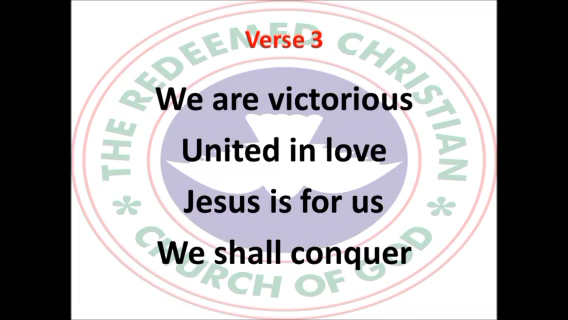 Verse 3
We are victorious
United in love
Jesus is for us
We shall conquer
THE REDEEMED CHRISTIAN
* CHURCH OF GOD *